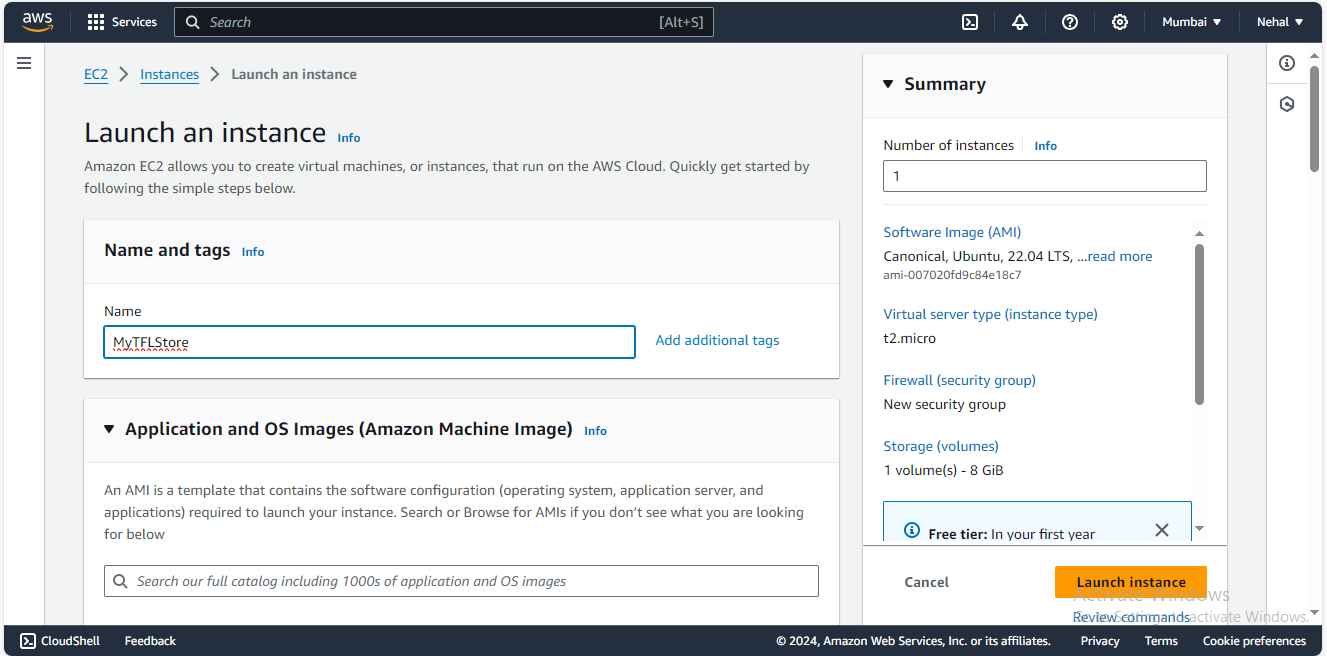 aws
Services
Search
[Alt+S]
Mumbai
Nehal
EC2
Instances
Launch an instance
Launch an instance Info
Amazon EC2 allows you to create virtual machines, or instances, that run on the AWS Cloud. Quickly get started by
following the simple steps below.
Name and tags Info
Name
MyTFLStore
Add additional tags
Application and OS Images (Amazon Machine Image) Info
An AMI is a template that contains the software configuration (operating system, application server, and
applications) required to launch your instance. Search or Browse for AMIs if you don't see what you are looking
for below
Search our full catalog including 1000s of application and OS images
Summary
Number of instances Info
1
Software Image (AMI)
Canonical, Ubuntu, 22.04 LTS, ...read more
ami-007020fd9c84e18c7
Virtual server type (instance type)
t2.micro
Firewall (security group)
New security group
Storage (volumes)
1 volume(s) - 8 GiB
Free tier: In your first year
Cancel
Launch instance
Activate Windows
Review commands
Go to Settings to activate Windows.
CloudShell
Feedback
© 2024, Amazon Web Services, Inc. or its affiliates.
Privacy
Terms
Cookie preferences